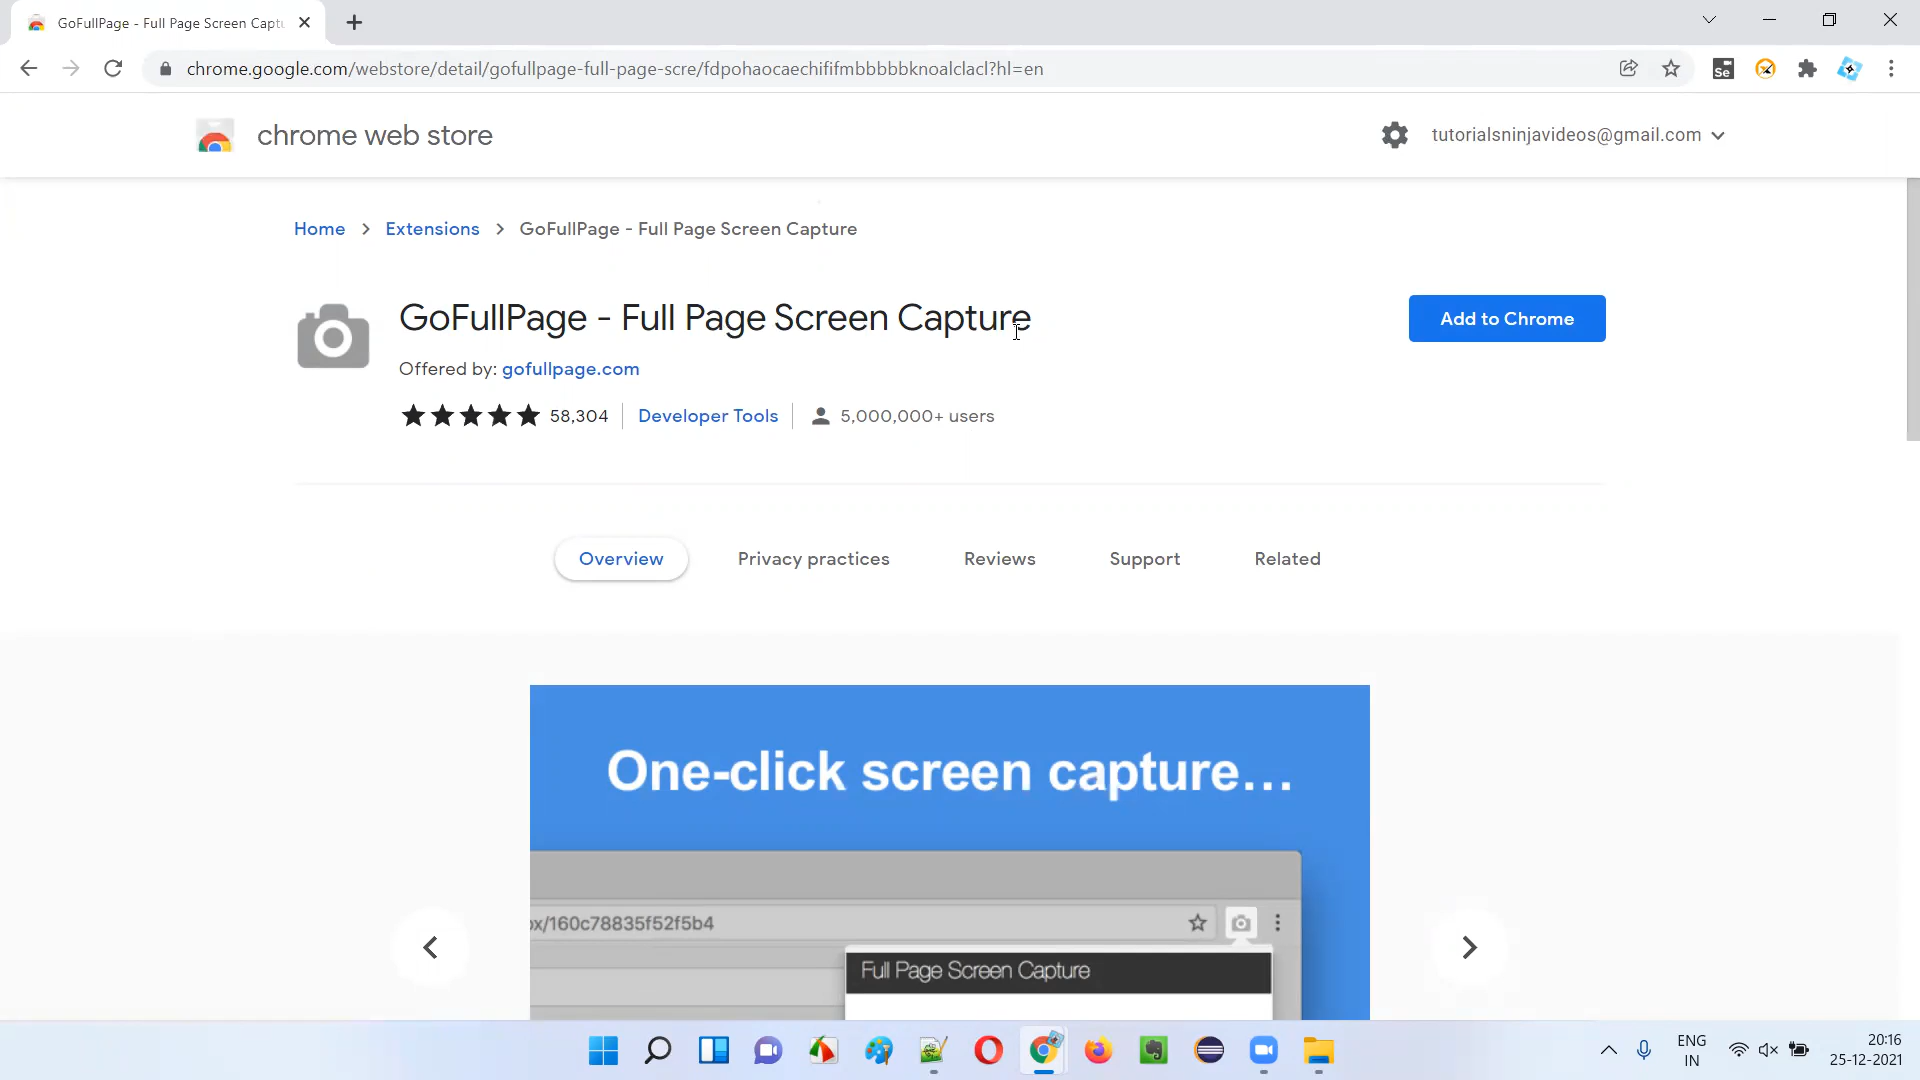 GoFullPage - Full Page Screen Captu
chrome.google.com/webstore/detail/gofullpage-full-page-scre/fdpohaocaechififmbbbbbknoalclacl?hl=en
Se
chrome web store
tutorialsninjavideos@gmail.com
Home > Extensions > GoFullPage - Full Page Screen Capture
GoFullPage - Full Page Screen Capture
Add to Chrome
Offered by: gofullpage.com
58,304
Developer Tools
5,000,000+ users
Overview
Privacy practices
Reviews
Support
Related
One-click screen capture...
ox/160c78835f52f5b4
Full Page Screen Capture
ENG
IN
20:16
25-12-2021